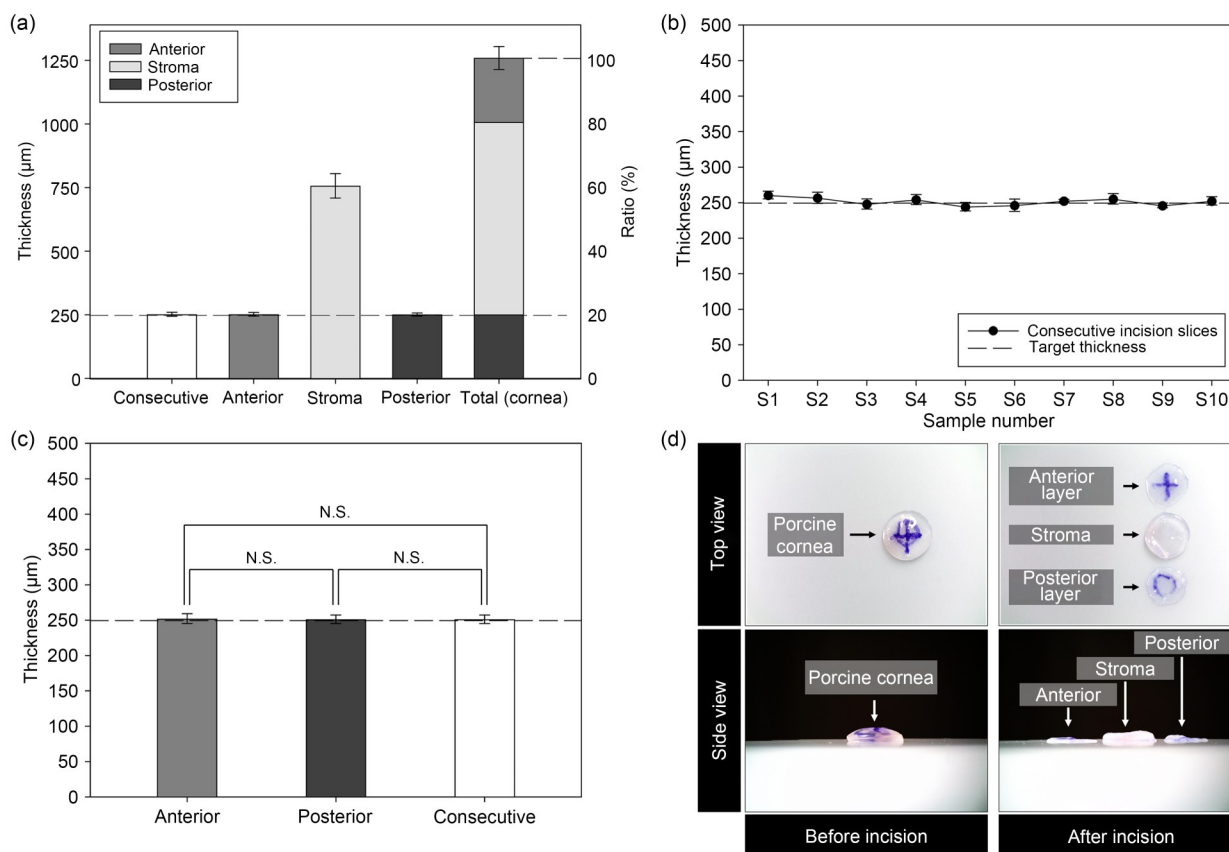 (a)
Thickness (μm)
1250
1000
750
500
250
0
Anterior
Stroma
Posterior
100
80
60
40
20
0
Ratio (%)
Consecutive
Anterior
Stroma
Posterior
Total (cornea)
(b)
Thickness (μm)
500
450
400
350
300
250
200
150
100
50
0
Consecutive incision slices
Target thickness
S1
S2
S3
S4
S5
S6
S7
S8
S9
S10
Sample number
(c)
Thickness (μm)
500
450
400
350
300
250
200
150
100
50
0
N.S.
N.S.
N.S.
Anterior
Posterior
Consecutive
(d)
Top view
Porcine
cornea
Anterior
layer
Stroma
Posterior
layer
Side view
Porcine cornea
Posterior
Stroma
Anterior
Before incision
After incision